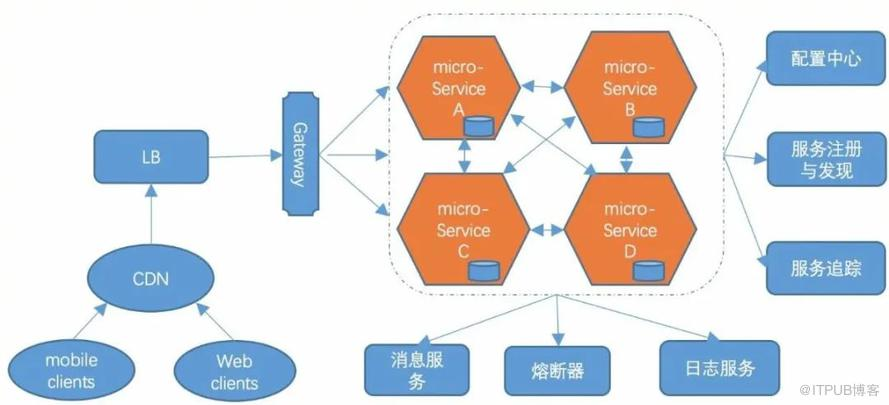 micro-
Service
A
micro-
Service
B
配置中心
Gateway
LB
服务注册
与发现
micro-
Service
C
micro-
Service
D
CDN
服务追踪
mobile
clients
Web
clients
消息服
务
熔断器
日志服务
@ITPUB博客